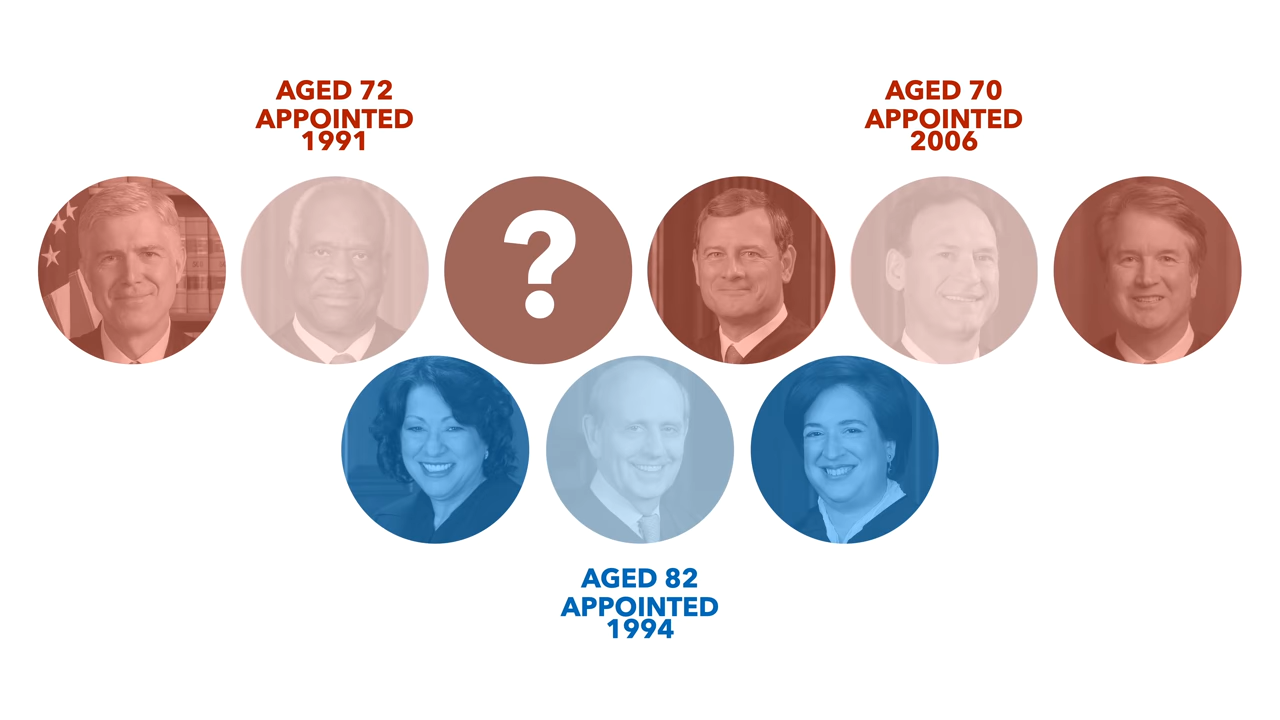 AGED 72
APPOINTED
1991
AGED 70
APPOINTED
2006
?
AGED 82
APPOINTED
1994